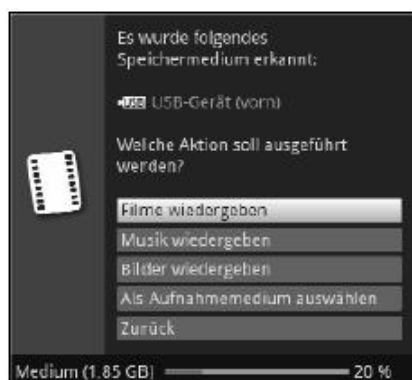 Es wurde folgendes
Speichermedium erkannt:
USB USB-Gerät (vorn)
Welche Aktion soll ausgeführt
werden?
Filme wiedergeben
Musik wiedergeben
Bilder wiedergeben
Als Aufnahmemedium auswählen
Zurück
Medium (1.85 GB) 20 %